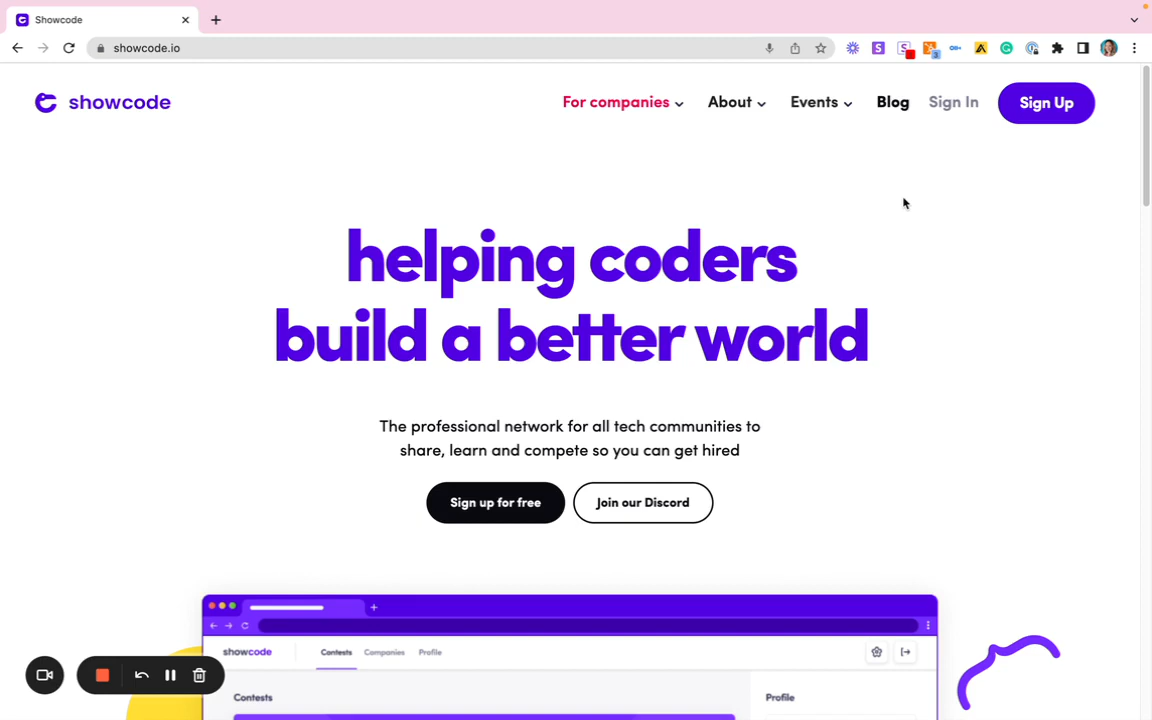 Showcode
showcode.io
showcode
For companies About Events Blog Sign In Sign Up
helping coders
build a better world
The professional network for all tech communities to
share, learn and compete so you can get hired
Sign up for free Join our Discord
showcode Contests Companies Profile
Contests Profile